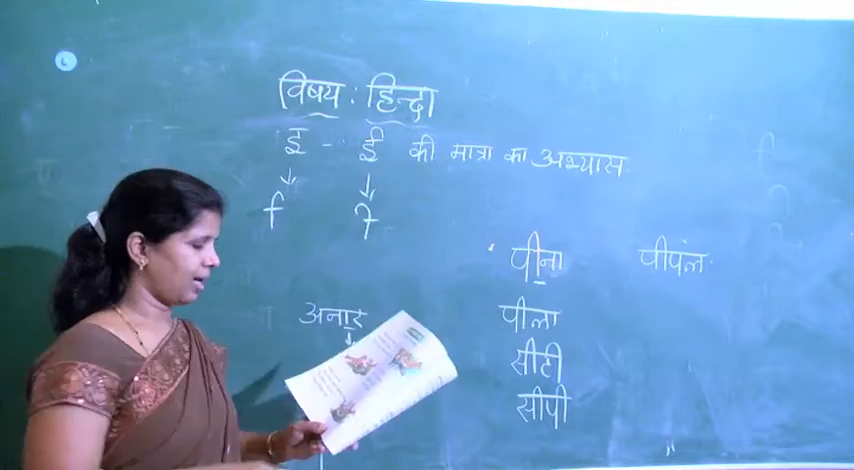 विषय : हिन्दी
इ - ई की मात्रा का अभ्यास
ि ी
पीना पीपल
अनार पीला
सीटी
सीपी